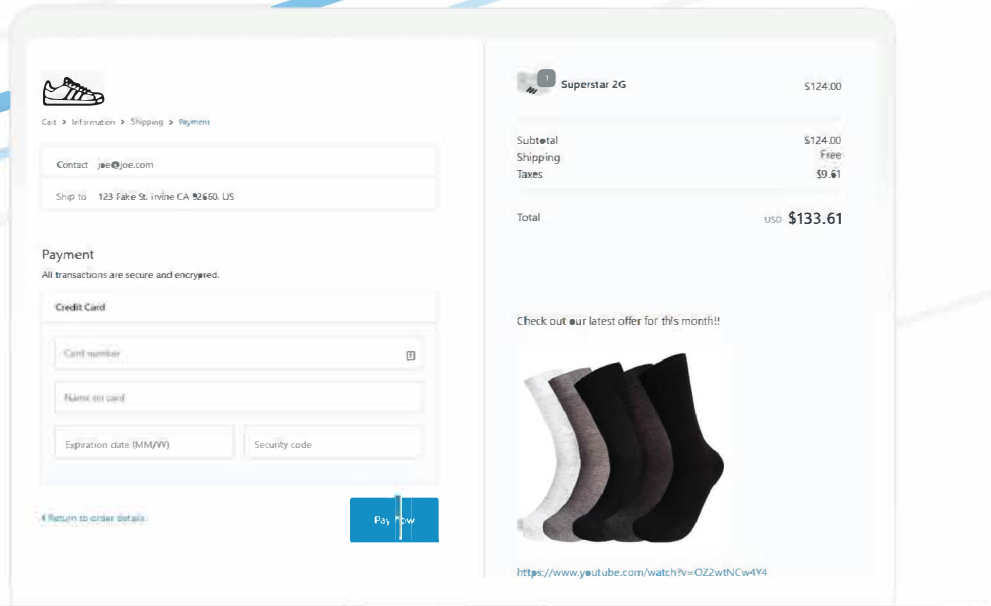 Cart > Information > Shipping > Payment
Contact joe@joe.com
Ship to 123 Fake St. irvine CA 92660. US
Payment
All transactions are secure and encrypted.
Credit Card
Card number
Name on card
Expiration date (MM/YY) Security code
Return to order details
Pay Now
1
Superstar 2G $124.00
Subtotal $124.00
Shipping Free
Taxes $9.61
Total USD $133.61
Check out our latest offer for this month!!
https://www.youtube.com/watch?v=OZ2wtNCw4Y4